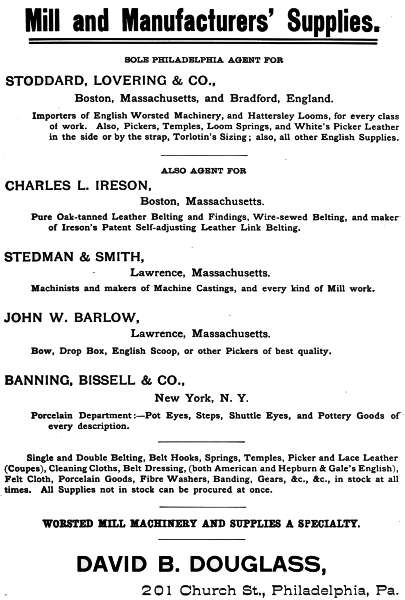 Mill and Manufacturers' Supplies.
SOLE PHILADELPHIA AGENT FOR
STODDARD, LOVERING & CO.,
Boston, Massachusetts, and Bradford, England.
Importers of English Worsted Machinery, and Hattersley Looms, for every class
of work. Also, Pickers, Temples, Loom Springs, and White's Picker Leather
in the side or by the strap, Torlotin's Sizing; also, all other English Supplies.
ALSO AGENT FOR
CHARLES L. IRESON,
Boston, Massachusetts.
Pure Oak-tanned Leather Belting and Findings, Wire-sewed Belting, and maker
of Ireson's Patent Self-adjusting Leather Link Belting.
STEDMAN & SMITH,
Lawrence, Massachusetts.
Machinists and makers of Machine Castings, and every kind of Mill work.
JOHN W. BARLOW,
Lawrence, Massachusetts.
Bow, Drop Box, English Scoop, or other Pickers of best quality.
BANNING, BISSELL & CO.,
New York, N. Y.
Porcelain Department:—Pot Eyes, Steps, Shuttle Eyes, and Pottery Goods of
every description.
Single and Double Belting, Belt Hooks, Springs, Temples, Picker and Lace Leather
(Coupes), Cleaning Cloths, Belt Dressing, (both American and Hepburn & Gale's English),
Felt Cloth, Porcelain Goods, Fibre Washers, Banding, Gears, &c., &c., in stock at all
times. All Supplies not in stock can be procured at once.
WORSTED MILL MACHINERY AND SUPPLIES A SPECIALTY.
DAVID B. DOUGLASS,
201 Church St., Philadelphia, Pa.